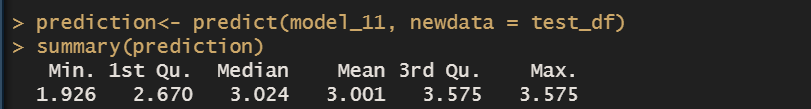 > prediction<- predict(model_11, newdata = test_df)
> summary(prediction)
Min. 1st Qu. Median Mean 3rd Qu. Max.
1.926 2.670 3.024 3.001 3.575 3.575